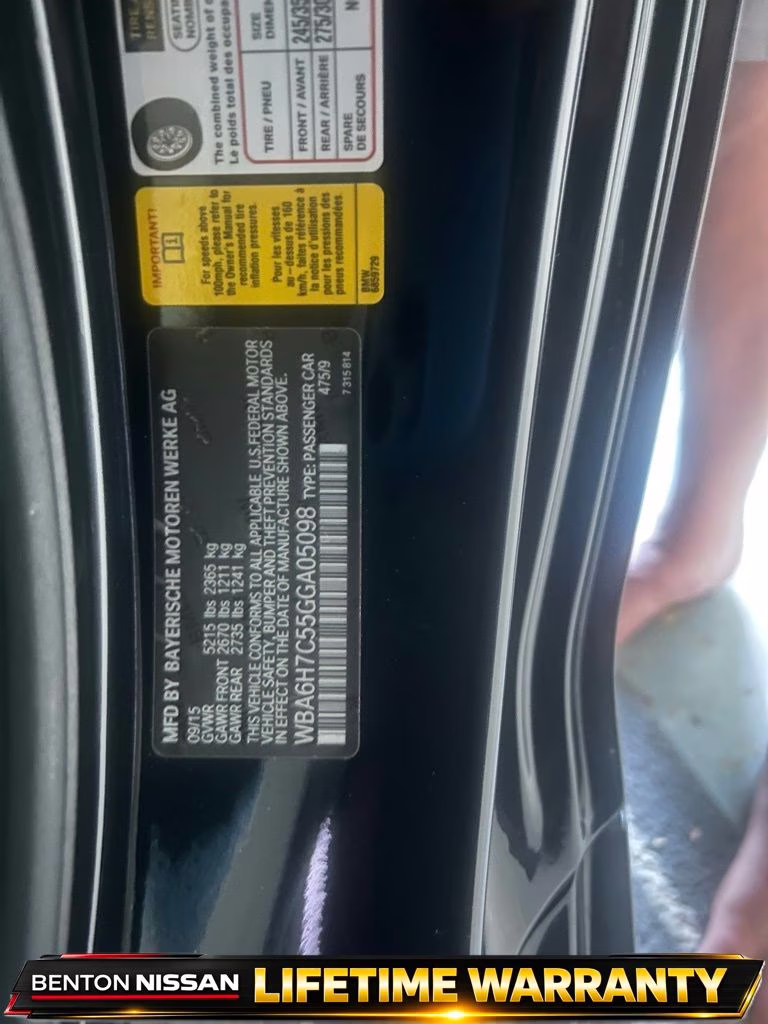 TIRE / PNEU
SIZE
FRONT / AVANT 245/35
REAR / ARRIÈRE 275/30
SPARE
DE SECOURS
The combined weight of
Le poids total des occupa
IMPORTANT!
For speeds above
100mph, please refer to
the Owner's Manual for
recommended tire
inflation pressures.
Pour les vitesses
au-dessus de 160
km/h, faites référence à
la notice d'utilisation
pour les pressions des
pneus recommandées.
BMW
6859729
MFD BY BAYERISCHE MOTOREN WERKE AG
09/15
GVWR 5215 lbs 2365 kg
GAWR FRONT 2670 lbs 1211 kg
GAWR REAR 2735 lbs 1241 kg
THIS VEHICLE CONFORMS TO ALL APPLICABLE U.S.FEDERAL MOTOR
VEHICLE SAFETY, BUMPER AND THEFT PREVENTION STANDARDS
IN EFFECT ON THE DATE OF MANUFACTURE SHOWN ABOVE.
WBA6H7C55GGA05098 TYPE: PASSENGER CAR
475/9
7 315 814
BENTON NISSAN LIFETIME WARRANTY